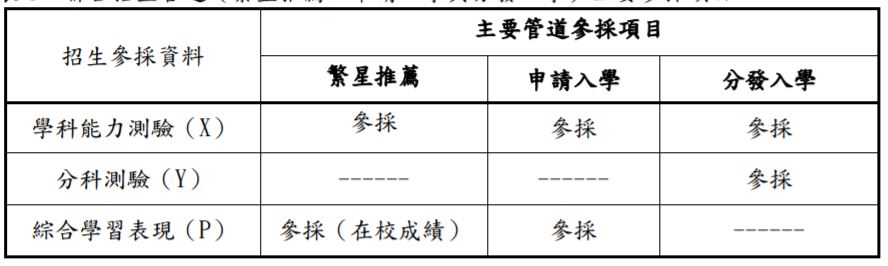 主要管道參採項目
招生參採資料
繁星推薦 申請入學 分發入學
學科能力測驗（X） 參採 參採 參採
分科測驗（Y） ------ ------ 參採
綜合學習表現（P） 參採（在校成績） 參採 ------